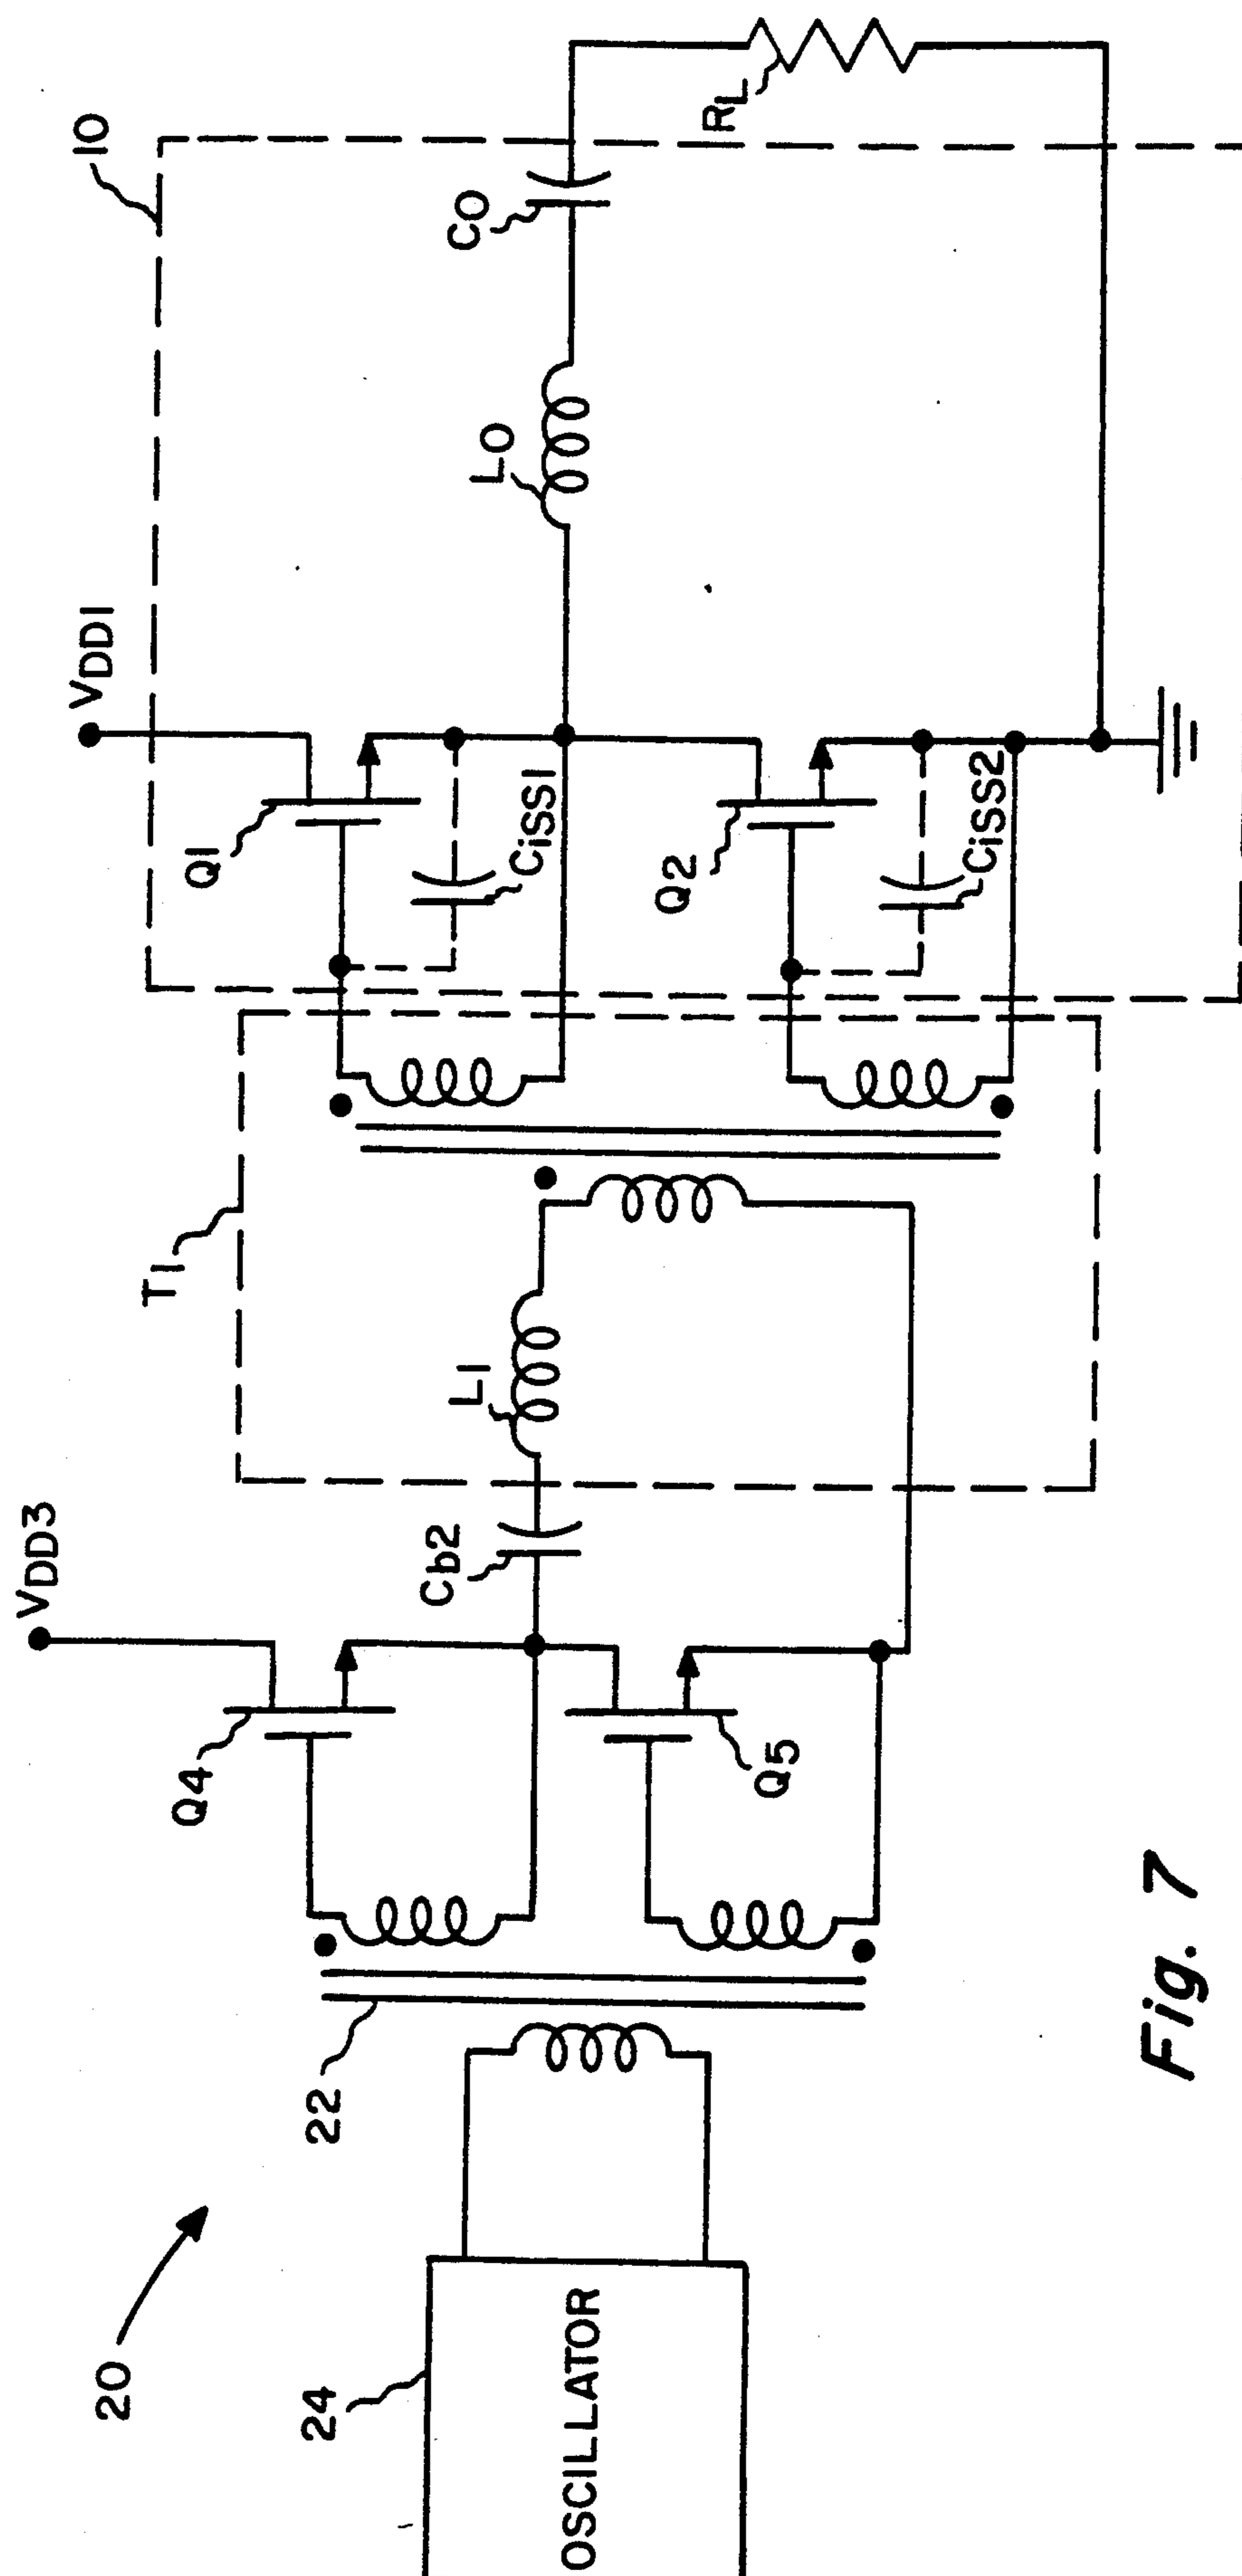 20
24
OSCILLATOR
22
Q4
VDD3
Q5
Cb2
L1
T1
Q1
VDD1
CiSS1
Q2
CiSS2
10
LO
CO
RL
Fig. 7